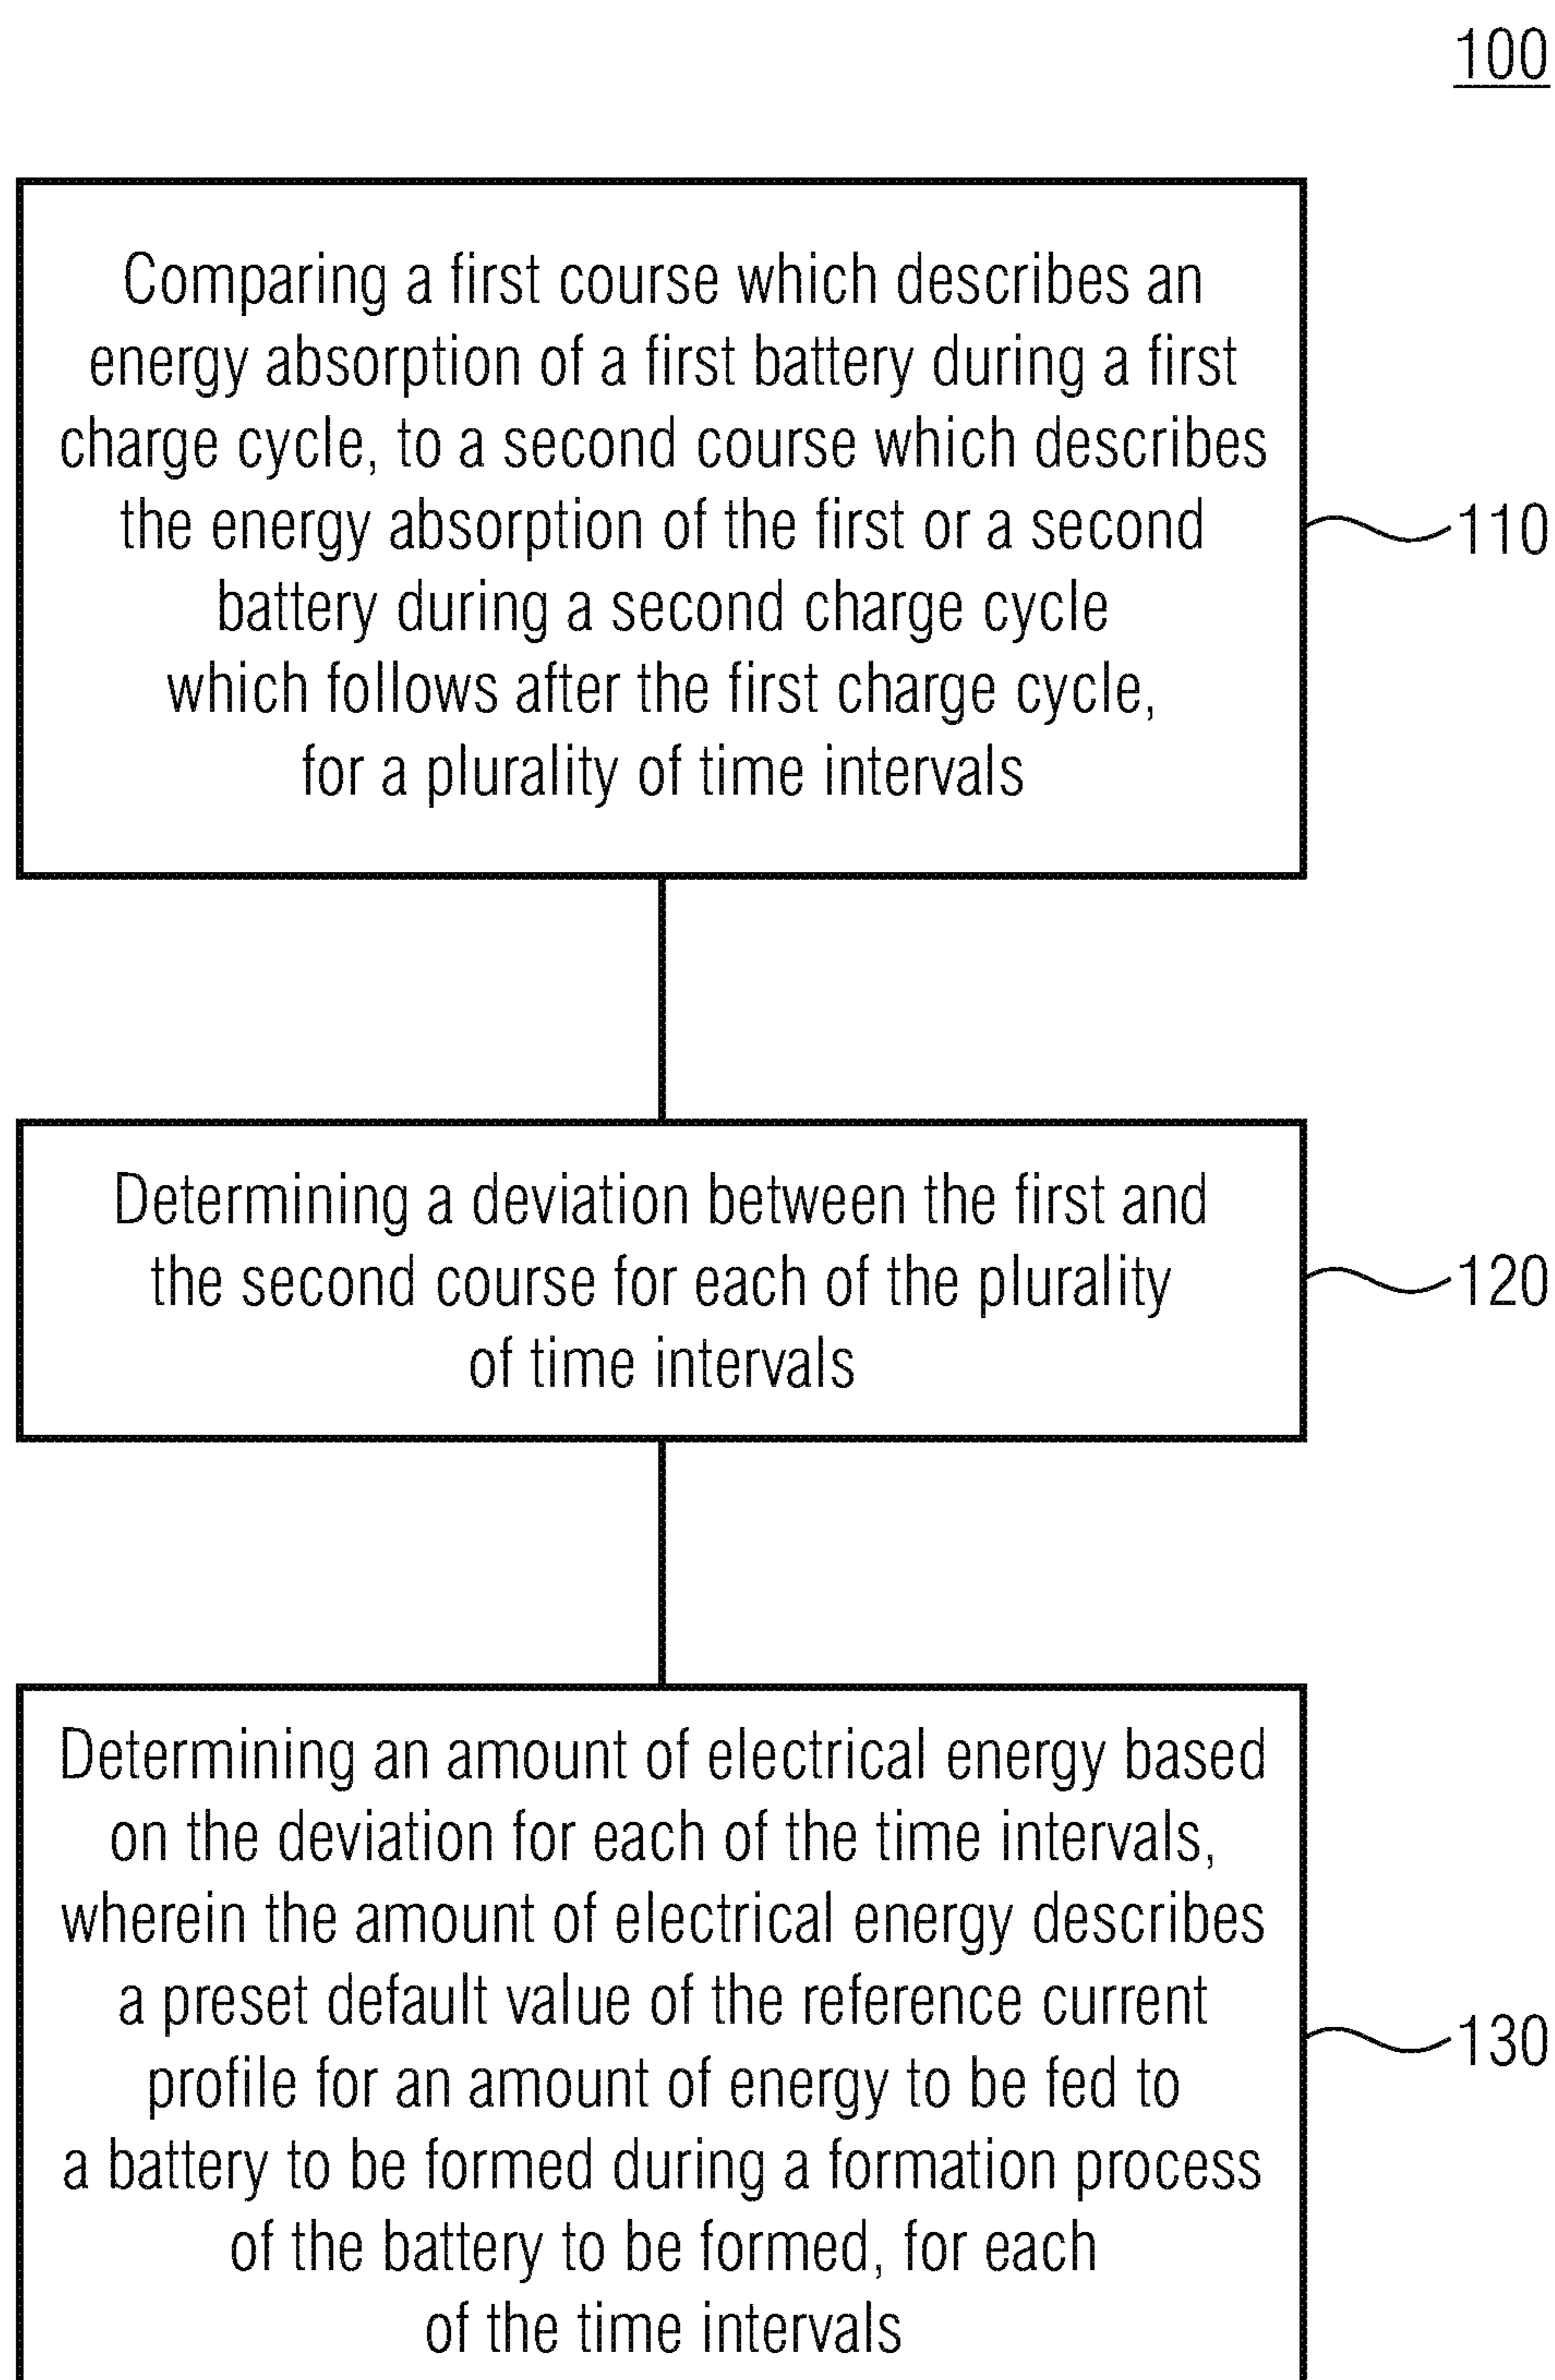 100
Comparing a first course which describes an
energy absorption of a first battery during a first
charge cycle, to a second course which describes
the energy absorption of the first or a second
battery during a second charge cycle
which follows after the first charge cycle,
for a plurality of time intervals
110
Determining a deviation between the first and
the second course for each of the plurality
of time intervals
120
Determining an amount of electrical energy based
on the deviation for each of the time intervals,
wherein the amount of electrical energy describes
a preset default value of the reference current
profile for an amount of energy to be fed to
a battery to be formed during a formation process
of the battery to be formed, for each
of the time intervals
130